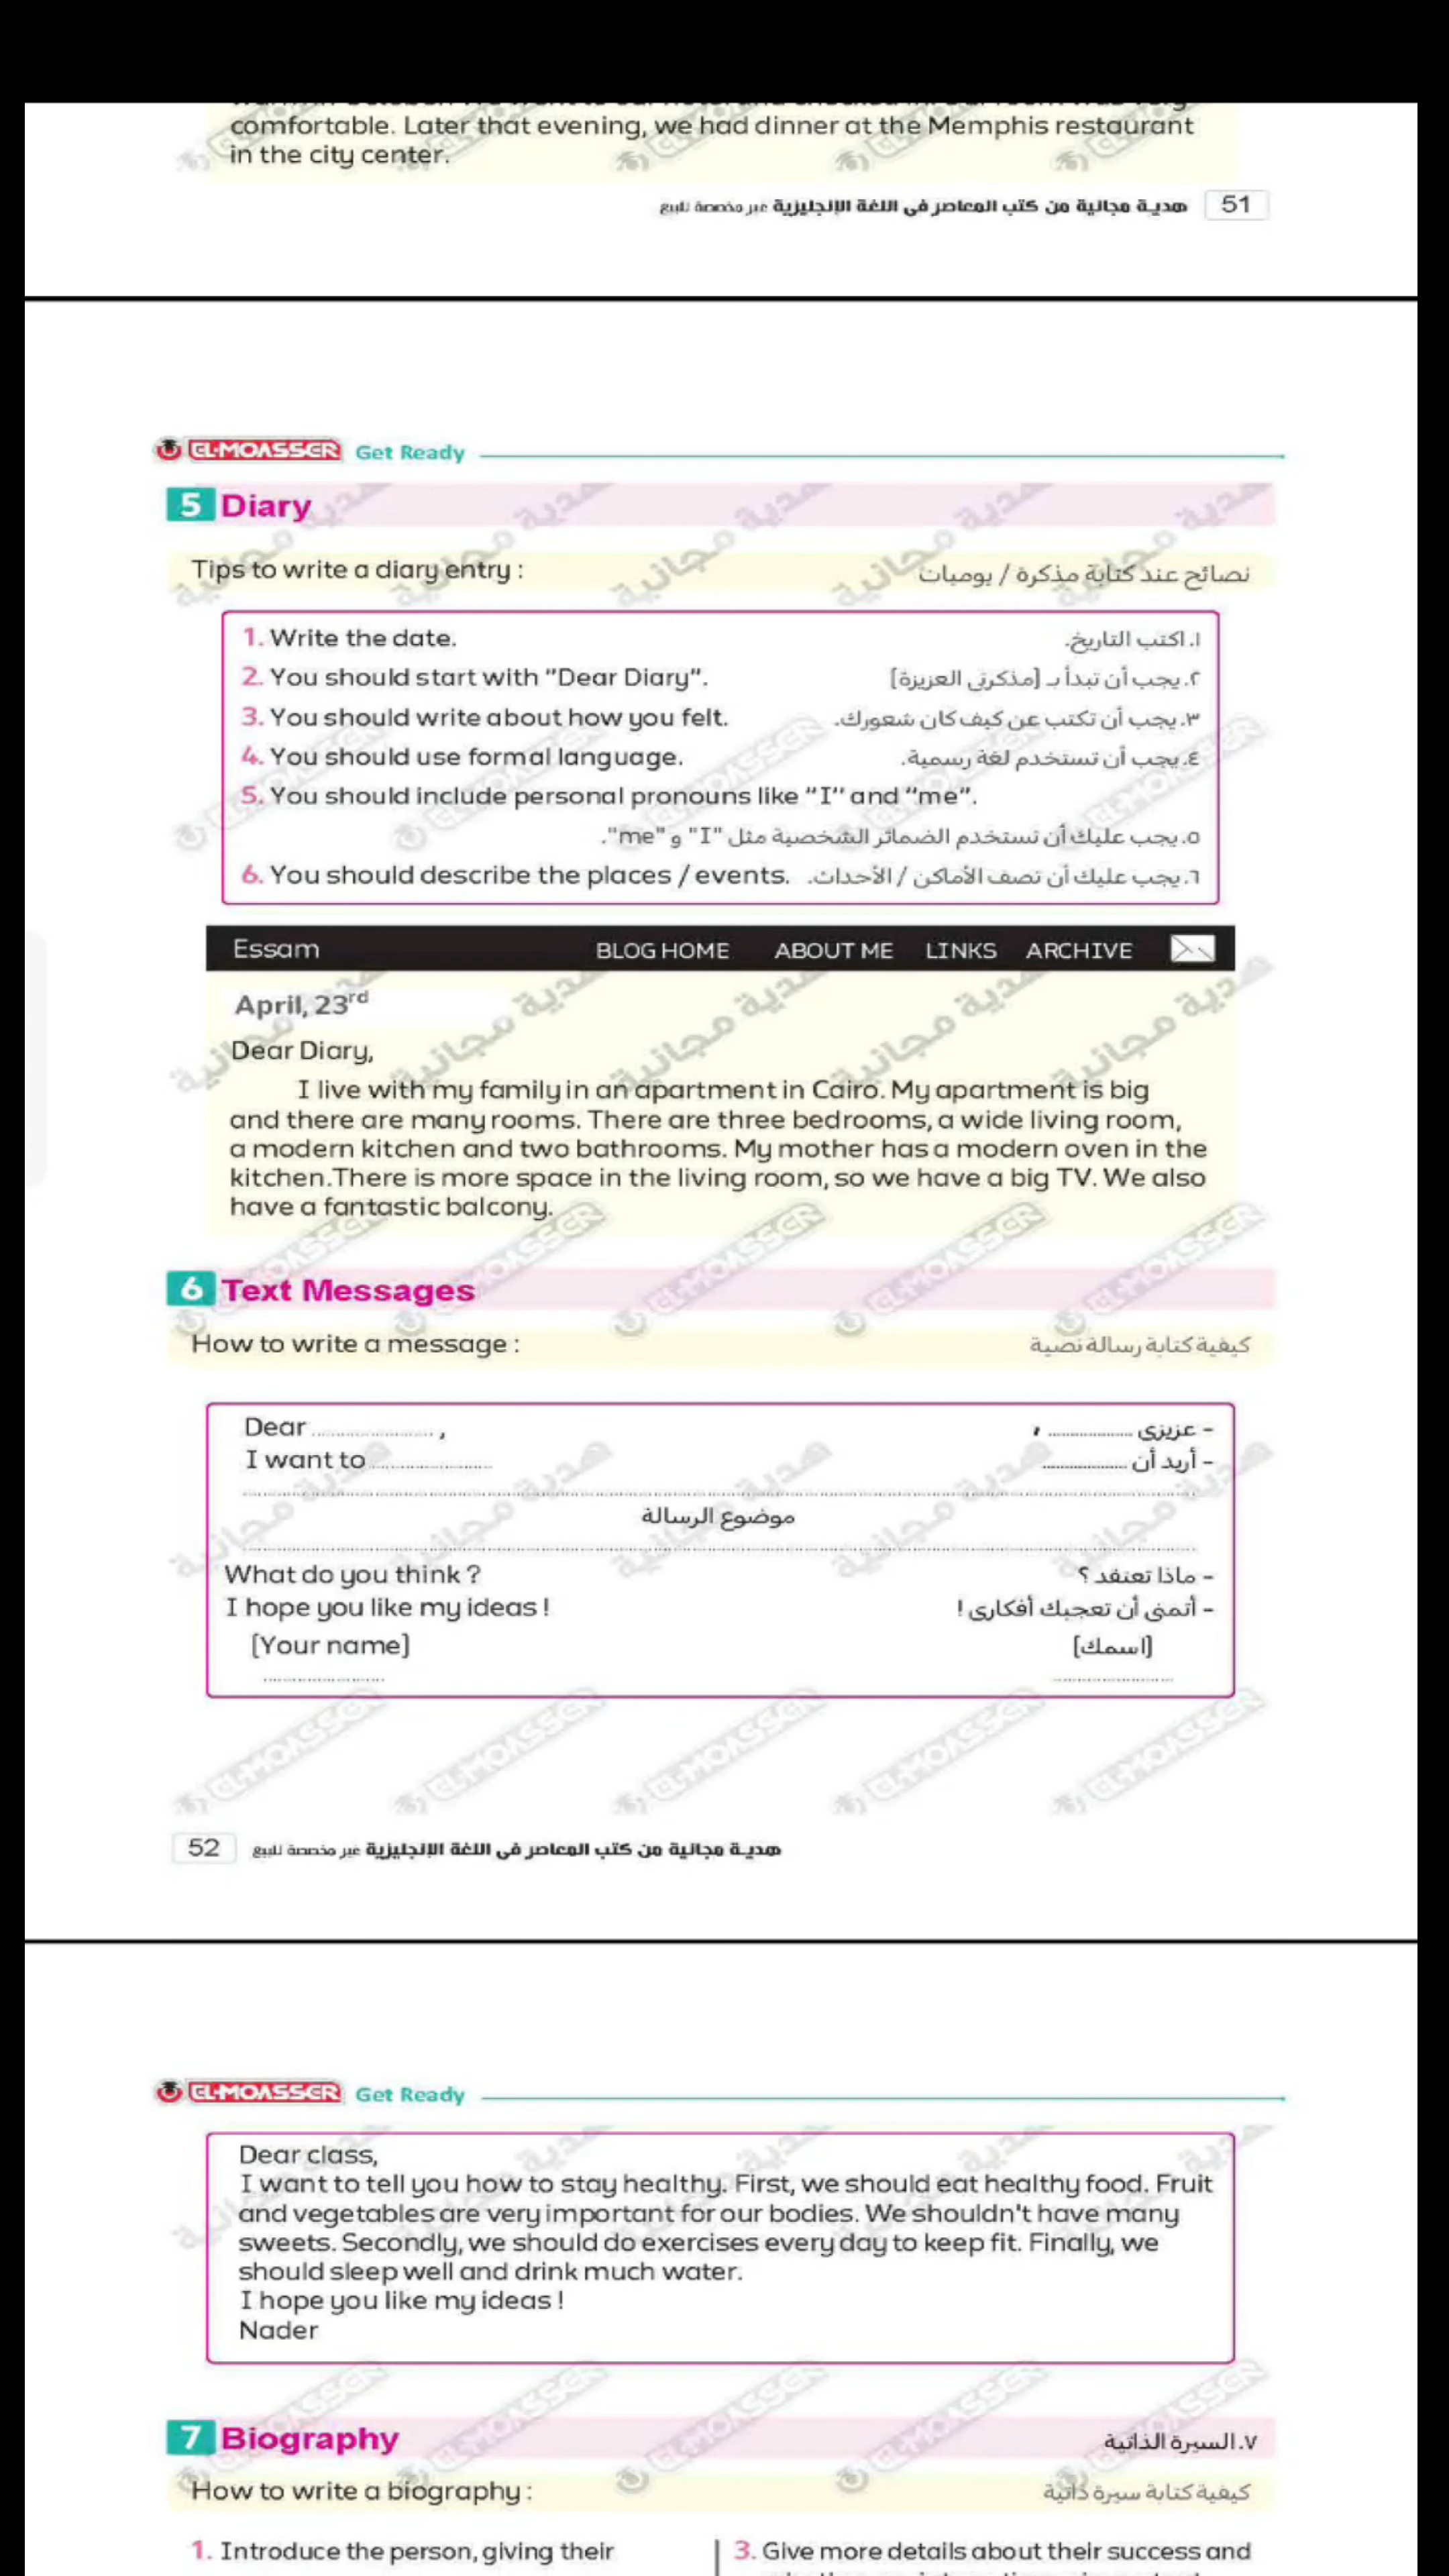 comfortable. Later that evening, we had dinner at the Memphis restaurant
in the city center.
هدية مجانية من كتب المعاصر فى اللغة الإنجليزية غير مخصصة للبيع 51
EL-MOASSER Get Ready
5 Diary
Tips to write a diary entry : نصائح عند كتابة مذكرة / يوميات
1. Write the date. ١. اكتب التاريخ.
2. You should start with "Dear Diary". ٢. يجب أن تبدأ بـ [مذكرتى العزيزة]
3. You should write about how you felt. ٣. يجب أن تكتب عن كيف كان شعورك.
4. You should use formal language. ٤. يجب أن تستخدم لغة رسمية.
5. You should include personal pronouns like "I" and "me".
٥. يجب عليك أن تستخدم الضمائر الشخصية مثل "I" و "me".
6. You should describe the places / events. ٦. يجب عليك أن تصف الأماكن / الأحداث.
Essam BLOG HOME ABOUT ME LINKS ARCHIVE
April, 23rd
Dear Diary,
I live with my family in an apartment in Cairo. My apartment is big
and there are many rooms. There are three bedrooms, a wide living room,
a modern kitchen and two bathrooms. My mother has a modern oven in the
kitchen.There is more space in the living room, so we have a big TV. We also
have a fantastic balcony.
6 Text Messages
How to write a message : كيفية كتابة رسالة نصية
Dear ..................... , - عزيزى ..................... ,
I want to ..................... - أريد أن .....................
موضوع الرسالة
What do you think ? - ماذا تعتقد ؟
I hope you like my ideas ! - أتمنى أن تعجبك أفكارى !
[Your name] [اسمك]
52 هدية مجانية من كتب المعاصر فى اللغة الإنجليزية غير مخصصة للبيع
EL-MOASSER Get Ready
Dear class,
I want to tell you how to stay healthy. First, we should eat healthy food. Fruit
and vegetables are very important for our bodies. We shouldn't have many
sweets. Secondly, we should do exercises every day to keep fit. Finally, we
should sleep well and drink much water.
I hope you like my ideas !
Nader
7 Biography ٧. السيرة الذاتية
How to write a biography : كيفية كتابة سيرة ذاتية
1. Introduce the person, giving their
3. Give more details about their success and